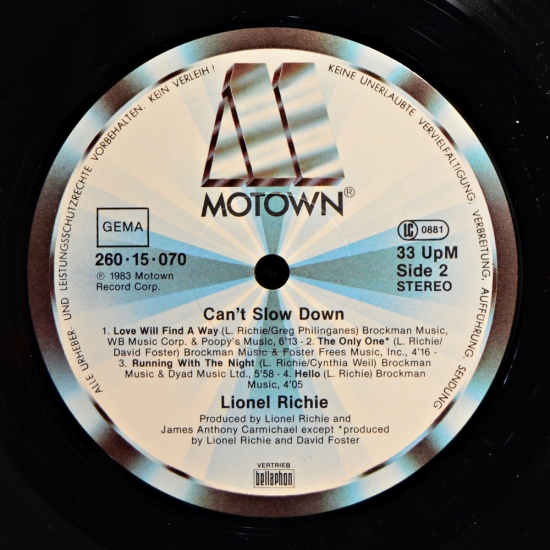 ALLE URHEBER- UND LEISTUNGSSCHUTZRECHTE VORBEHALTEN. KEIN VERLEIH!
KEINE UNERLAUBTE VERVIELFÄLTIGUNG, VERBREITUNG, AUFFÜHRUNG, SENDUNG
MOTOWN®
GEMA
LC 0881
260·15·070
33 UpM
℗ 1983 Motown
Record Corp.
Side 2
STEREO
Can't Slow Down
1. Love Will Find A Way (L. Richie/Greg Philinganes) Brockman Music,
WB Music Corp. & Poopy's Music, 6'13 - 2. The Only One* (L. Richie/
David Foster) Brockman Music & Foster Frees Music, Inc., 4'16 -
3. Running With The Night (L. Richie/Cynthia Weil) Brockman
Music & Dyad Music Ltd., 5'58 - 4. Hello (L. Richie) Brockman
Music, 4'05
Lionel Richie
Produced by Lionel Richie and
James Anthony Carmichael except *produced
by Lionel Richie and David Foster
VERTRIEB
bellaphon